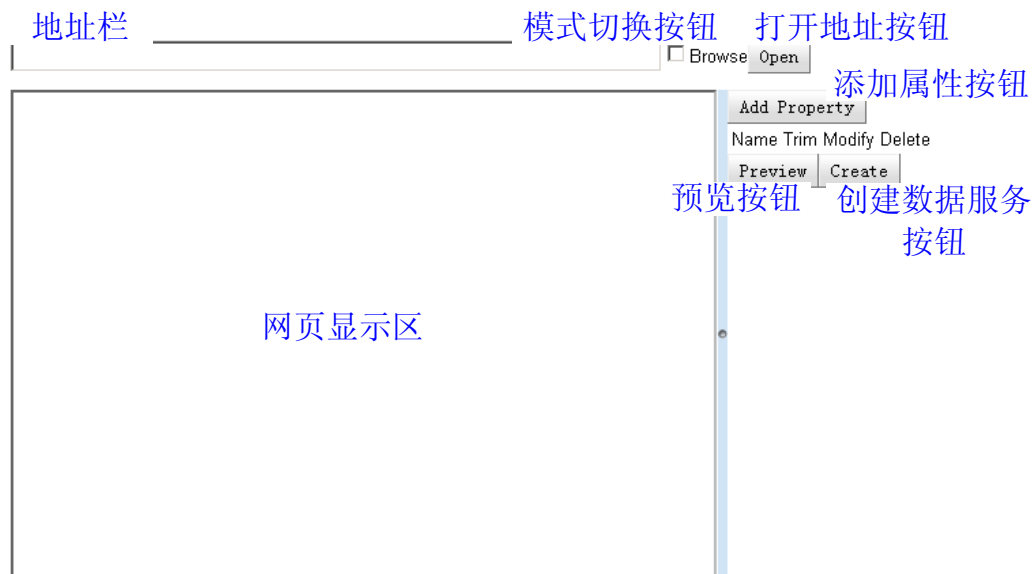 地址栏 模式切换按钮 打开地址按钮
Browse Open
添加属性按钮
Add Property
Name Trim Modify Delete
Preview Create
预览按钮 创建数据服务
按钮
网页显示区